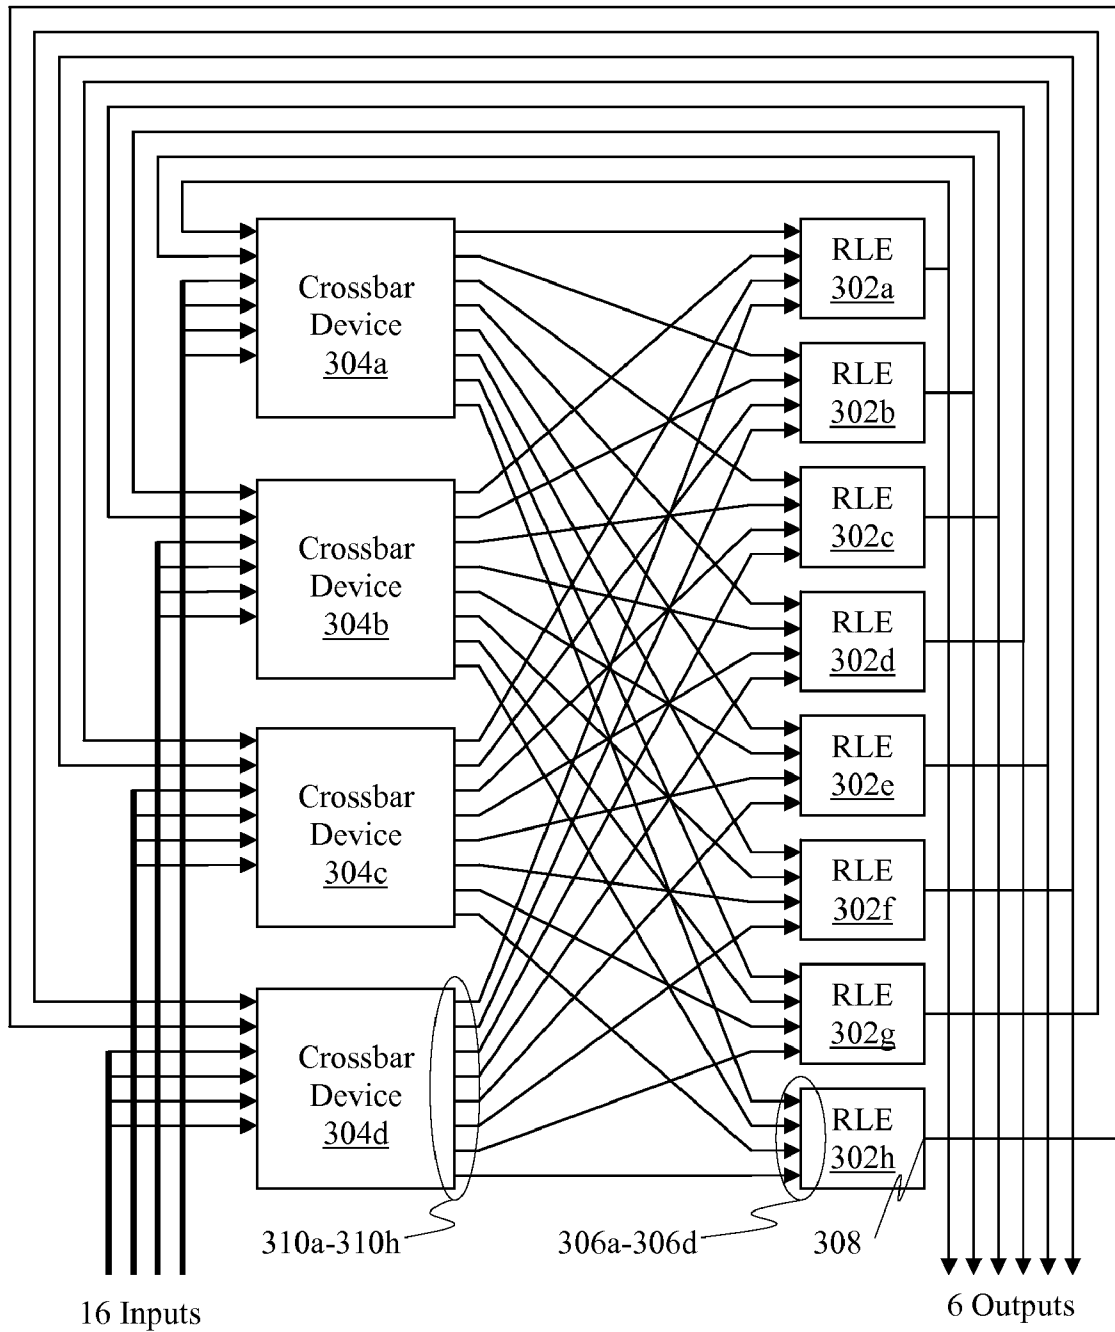 Crossbar
Device
304a
Crossbar
Device
304b
Crossbar
Device
304c
Crossbar
Device
304d
RLE
302a
RLE
302b
RLE
302c
RLE
302d
RLE
302e
RLE
302f
RLE
302g
RLE
302h
310a-310h
306a-306d
308
16 Inputs
6 Outputs